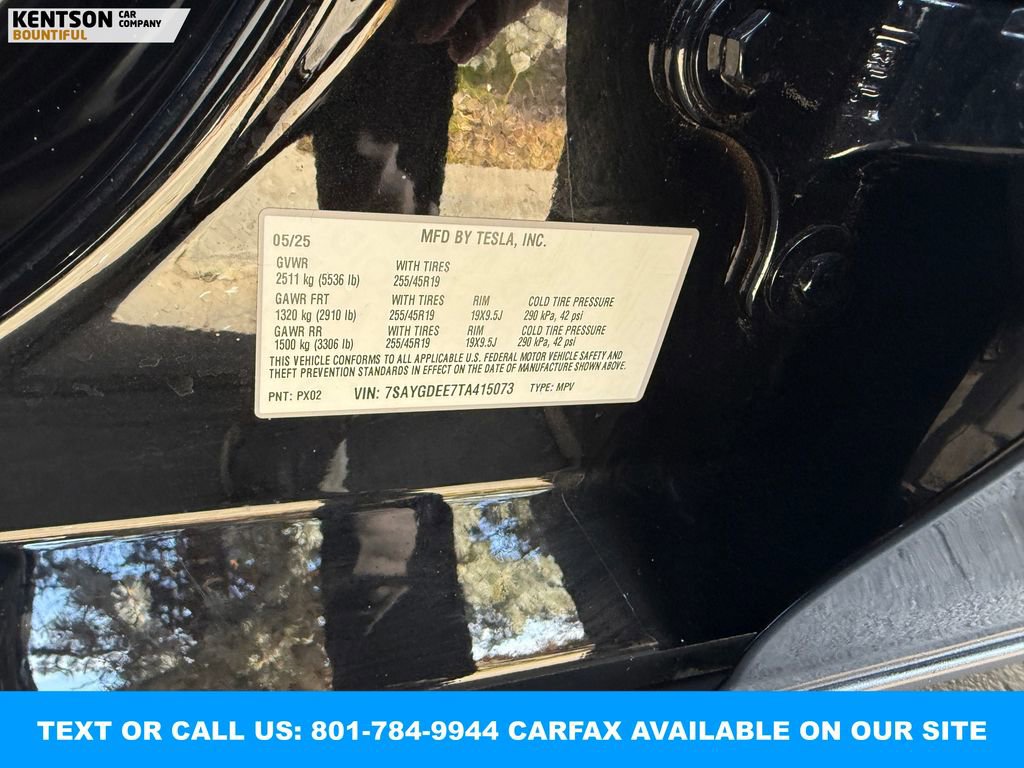 KENTSON CAR COMPANY
BOUNTIFUL
05/25 MFD BY TESLA, INC.
GVWR WITH TIRES
2511 kg (5536 lb) 255/45R19
GAWR FRT WITH TIRES RIM COLD TIRE PRESSURE
1320 kg (2910 lb) 255/45R19 19X9.5J 290 kPa, 42 psi
GAWR RR WITH TIRES RIM COLD TIRE PRESSURE
1500 kg (3306 lb) 255/45R19 19X9.5J 290 kPa, 42 psi
THIS VEHICLE CONFORMS TO ALL APPLICABLE U.S. FEDERAL MOTOR VEHICLE SAFETY AND
THEFT PREVENTION STANDARDS IN EFFECT ON THE DATE OF MANUFACTURE SHOWN ABOVE.
PNT: PX02 VIN: 7SAYGDEE7TA415073 TYPE: MPV
TEXT OR CALL US: 801-784-9944 CARFAX AVAILABLE ON OUR SITE